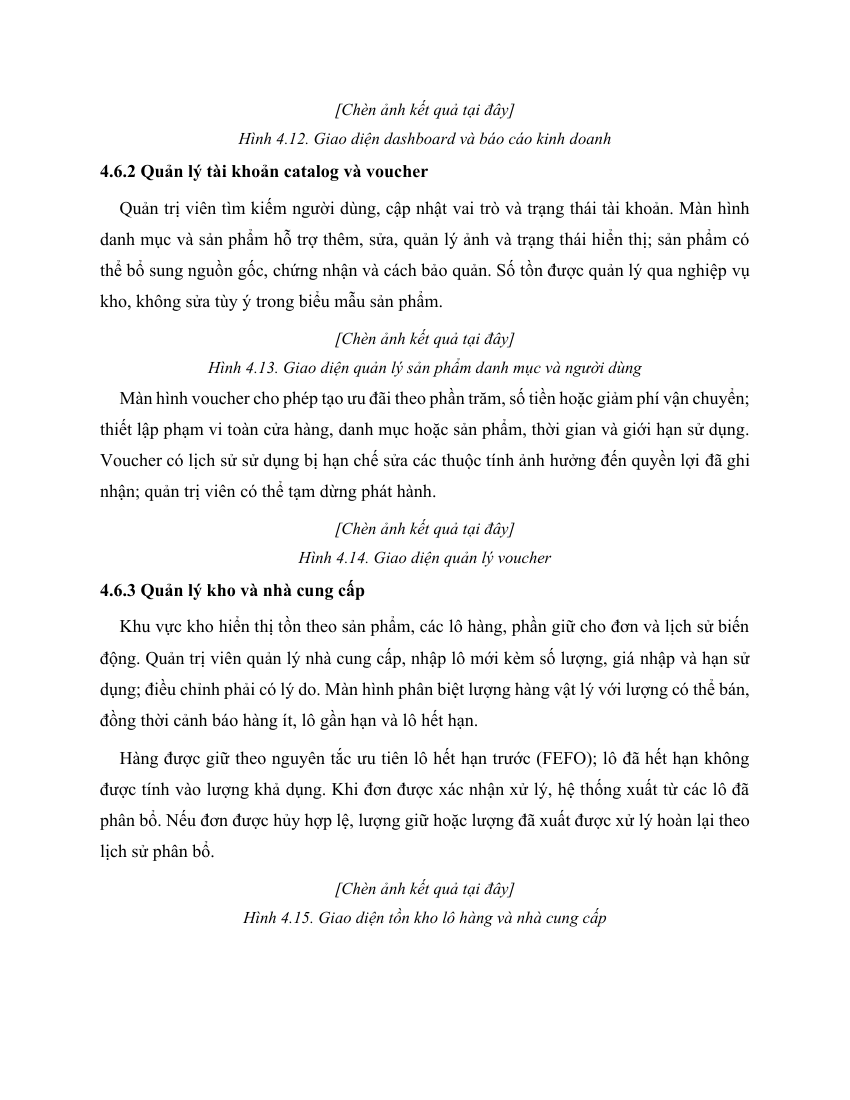 [Chèn ảnh kết quả tại đây]
Hình 4.12. Giao diện dashboard và báo cáo kinh doanh
4.6.2 Quản lý tài khoản catalog và voucher
Quản trị viên tìm kiếm người dùng, cập nhật vai trò và trạng thái tài khoản. Màn hình
danh mục và sản phẩm hỗ trợ thêm, sửa, quản lý ảnh và trạng thái hiển thị; sản phẩm có
thể bổ sung nguồn gốc, chứng nhận và cách bảo quản. Số tồn được quản lý qua nghiệp vụ
kho, không sửa tùy ý trong biểu mẫu sản phẩm.
[Chèn ảnh kết quả tại đây]
Hình 4.13. Giao diện quản lý sản phẩm danh mục và người dùng
Màn hình voucher cho phép tạo ưu đãi theo phần trăm, số tiền hoặc giảm phí vận chuyển;
thiết lập phạm vi toàn cửa hàng, danh mục hoặc sản phẩm, thời gian và giới hạn sử dụng.
Voucher có lịch sử sử dụng bị hạn chế sửa các thuộc tính ảnh hưởng đến quyền lợi đã ghi
nhận; quản trị viên có thể tạm dừng phát hành.
[Chèn ảnh kết quả tại đây]
Hình 4.14. Giao diện quản lý voucher
4.6.3 Quản lý kho và nhà cung cấp
Khu vực kho hiển thị tồn theo sản phẩm, các lô hàng, phần giữ cho đơn và lịch sử biến
động. Quản trị viên quản lý nhà cung cấp, nhập lô mới kèm số lượng, giá nhập và hạn sử
dụng; điều chỉnh phải có lý do. Màn hình phân biệt lượng hàng vật lý với lượng có thể bán,
đồng thời cảnh báo hàng ít, lô gần hạn và lô hết hạn.
Hàng được giữ theo nguyên tắc ưu tiên lô hết hạn trước (FEFO); lô đã hết hạn không
được tính vào lượng khả dụng. Khi đơn được xác nhận xử lý, hệ thống xuất từ các lô đã
phân bổ. Nếu đơn được hủy hợp lệ, lượng giữ hoặc lượng đã xuất được xử lý hoàn lại theo
lịch sử phân bổ.
[Chèn ảnh kết quả tại đây]
Hình 4.15. Giao diện tồn kho lô hàng và nhà cung cấp